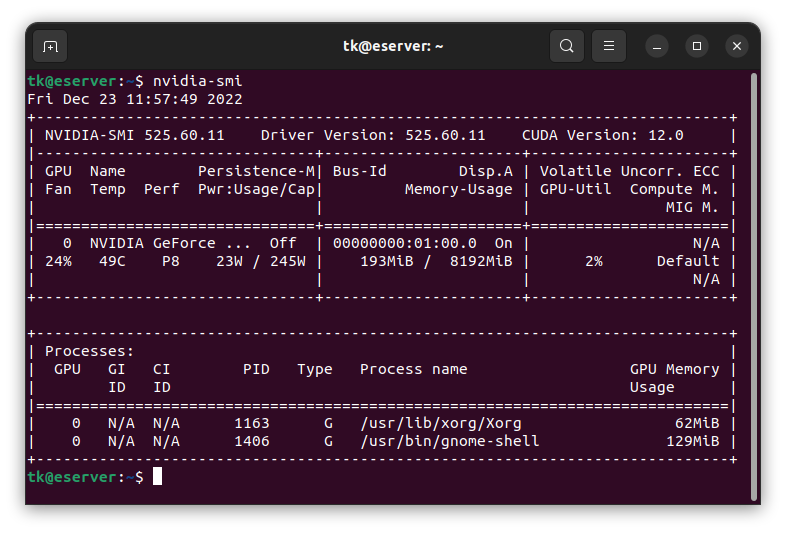 tk@eserver: ~
tk@eserver:~$ nvidia-smi
Fri Dec 23 11:57:49 2022
+-----------------------------------------------------------------------------+
| NVIDIA-SMI 525.60.11    Driver Version: 525.60.11    CUDA Version: 12.0     |
|-------------------------------+----------------------+----------------------+
| GPU  Name        Persistence-M| Bus-Id        Disp.A | Volatile Uncorr. ECC |
| Fan  Temp  Perf  Pwr:Usage/Cap|         Memory-Usage | GPU-Util  Compute M. |
|                               |                      |               MIG M. |
|===============================+======================+======================|
|   0  NVIDIA GeForce ...  Off  | 00000000:01:00.0  On |                  N/A |
| 24%   49C    P8    23W / 245W |    193MiB /  8192MiB |      2%      Default |
|                               |                      |                  N/A |
+-------------------------------+----------------------+----------------------+
+-----------------------------------------------------------------------------+
| Processes:                                                                  |
|  GPU   GI   CI        PID   Type   Process name                  GPU Memory |
|        ID   ID                                                   Usage      |
|=============================================================================|
|    0   N/A  N/A      1163      G   /usr/lib/xorg/Xorg                 62MiB |
|    0   N/A  N/A      1406      G   /usr/bin/gnome-shell              129MiB |
+-----------------------------------------------------------------------------+
tk@eserver:~$